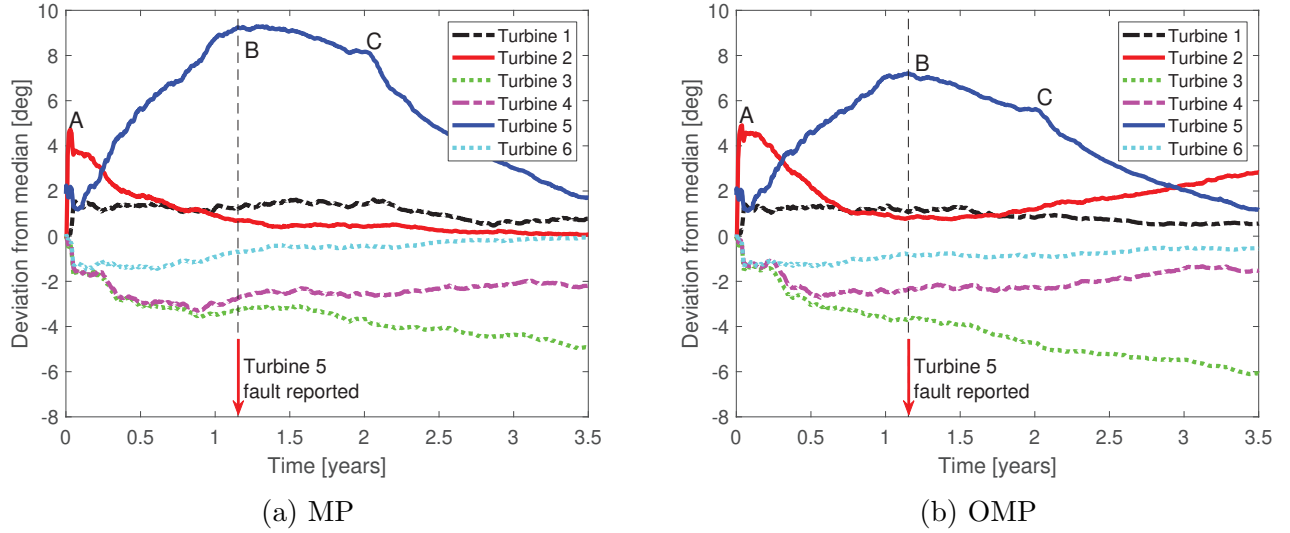 10
8
6
4
2
0
-2
-4
-6
-8
Deviation from median [deg]
A
B
C
Turbine 1
Turbine 2
Turbine 3
Turbine 4
Turbine 5
Turbine 6
Turbine 5
fault reported
0 0.5 1 1.5 2 2.5 3 3.5
Time [years]
(a) MP
10
8
6
4
2
0
-2
-4
-6
-8
Deviation from median [deg]
A
B
C
Turbine 1
Turbine 2
Turbine 3
Turbine 4
Turbine 5
Turbine 6
Turbine 5
fault reported
0 0.5 1 1.5 2 2.5 3 3.5
Time [years]
(b) OMP